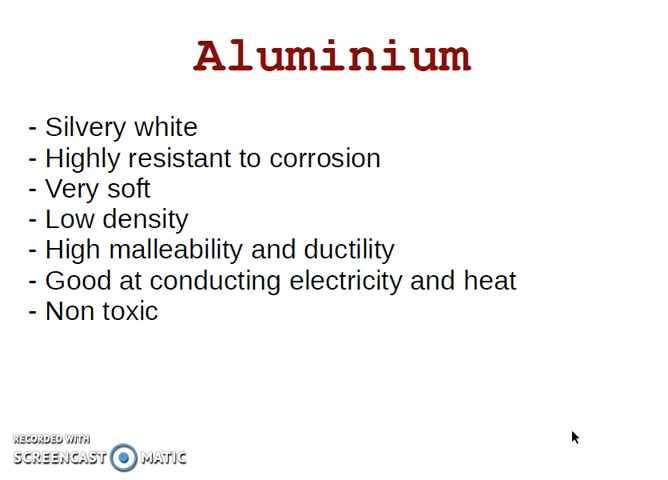 Aluminium
- Silvery white
- Highly resistant to corrosion
- Very soft
- Low density
- High malleability and ductility
- Good at conducting electricity and heat
- Non toxic
RECORDED WITH
SCREENCAST MATIC